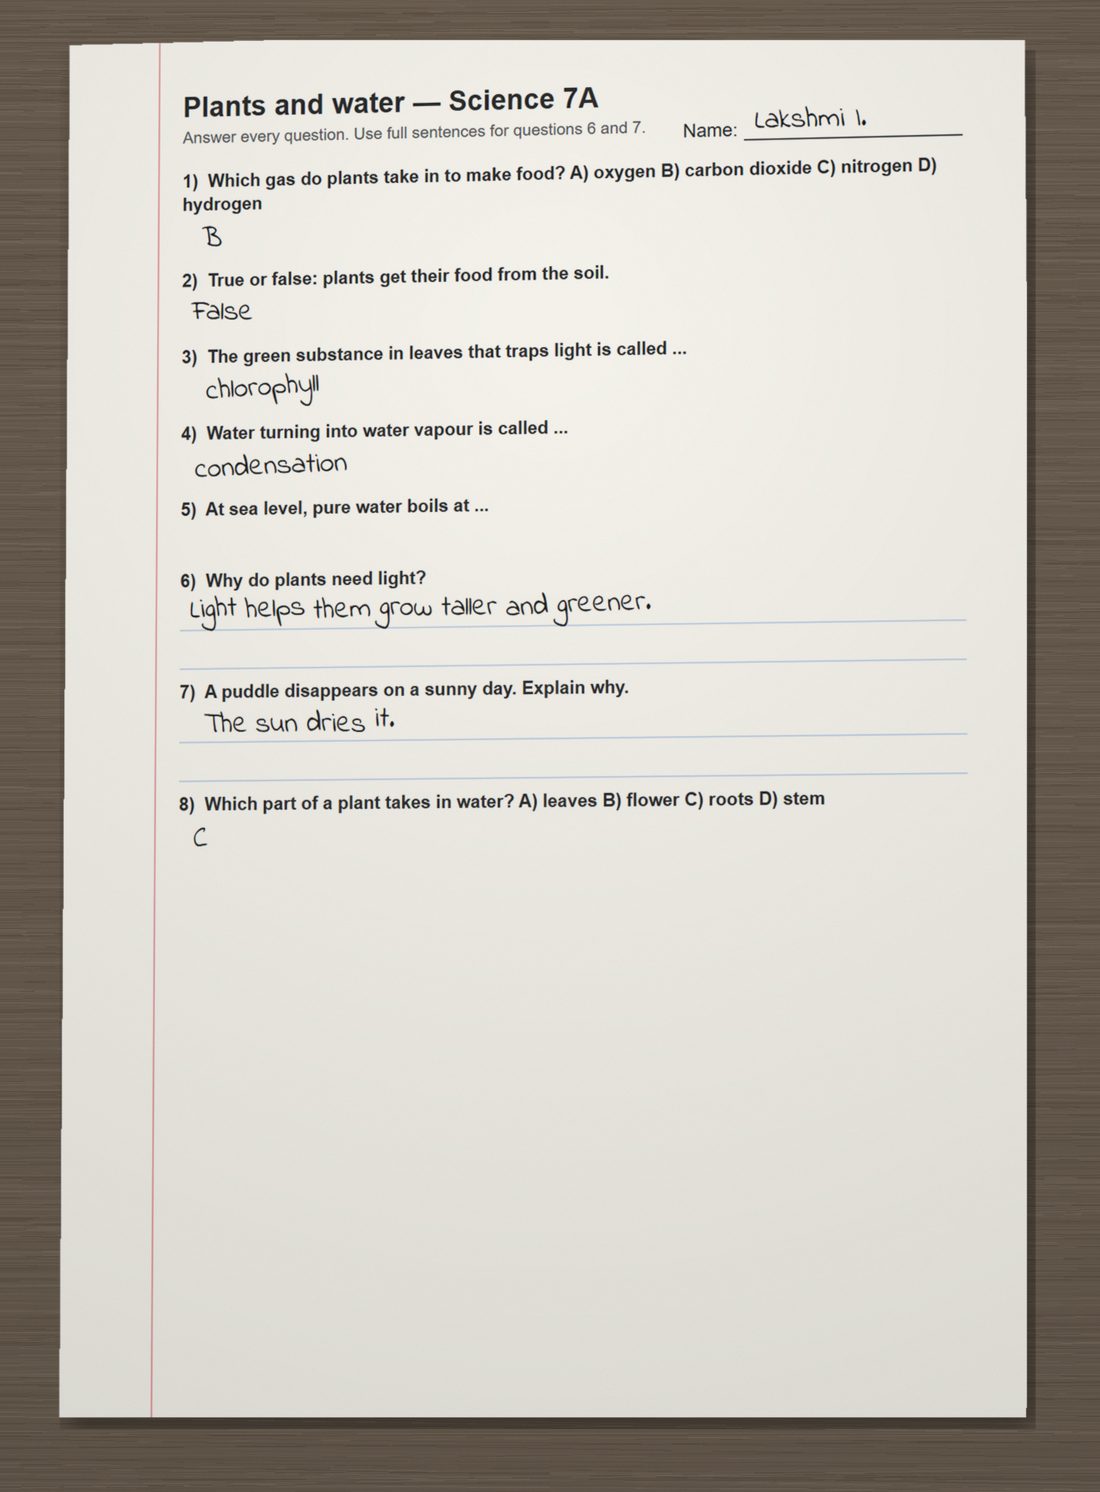 Plants and water — Science 7A
Answer every question. Use full sentences for questions 6 and 7.
Name: Lakshmi I.
1) Which gas do plants take in to make food? A) oxygen B) carbon dioxide C) nitrogen D)
hydrogen
B
2) True or false: plants get their food from the soil.
False
3) The green substance in leaves that traps light is called ...
chlorophyll
4) Water turning into water vapour is called ...
condensation
5) At sea level, pure water boils at ...
6) Why do plants need light?
Light helps them grow taller and greener.
7) A puddle disappears on a sunny day. Explain why.
The sun dries it.
8) Which part of a plant takes in water? A) leaves B) flower C) roots D) stem
C